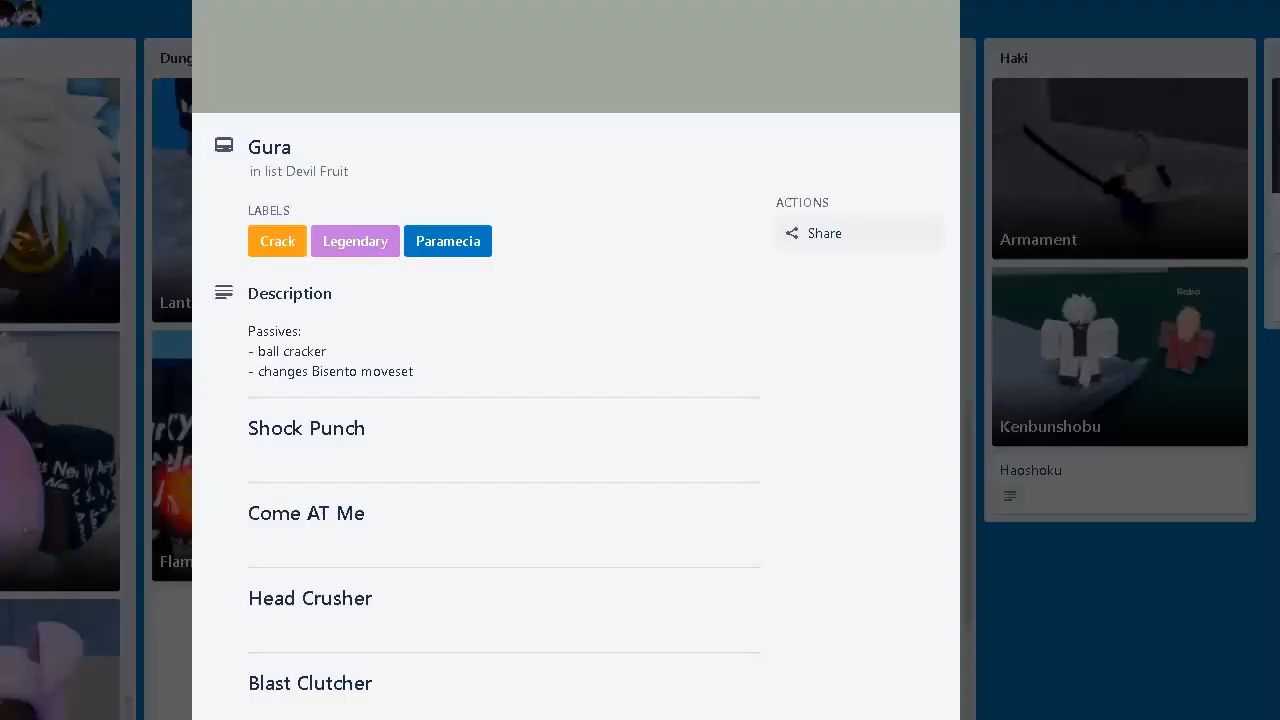 Gura
in list Devil Fruit
LABELS
Crack Legendary Paramecia
ACTIONS
Share
Description
Passives:
- ball cracker
- changes Bisento moveset
Shock Punch
Come AT Me
Head Crusher
Blast Clutcher
Dung
Lant
Flam
Haki
Armament
Kenbunshobu
Haoshoku